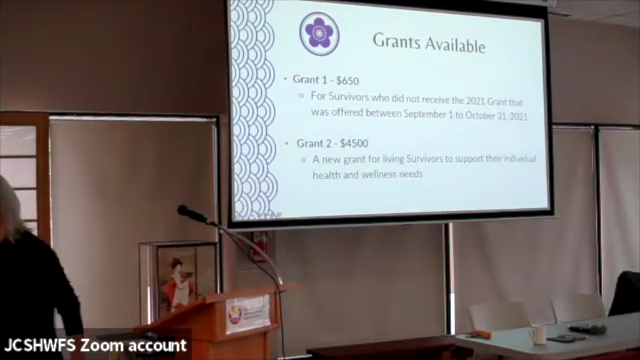 Grants Available
Grant 1 - $650
For Survivors who did not receive the 2021 Grant that
was offered between September 1 to October 31, 2021
Grant 2 - $4500
A new grant for living Survivors to support their individual
health and wellness needs
JCSHWFS Zoom account